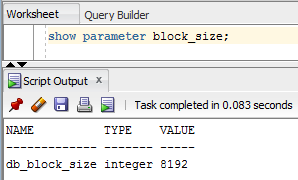 Worksheet Query Builder
show parameter block_size;
Script Output x
Task completed in 0.083 seconds
NAME TYPE VALUE
------------- ------- -----
db_block_size integer 8192